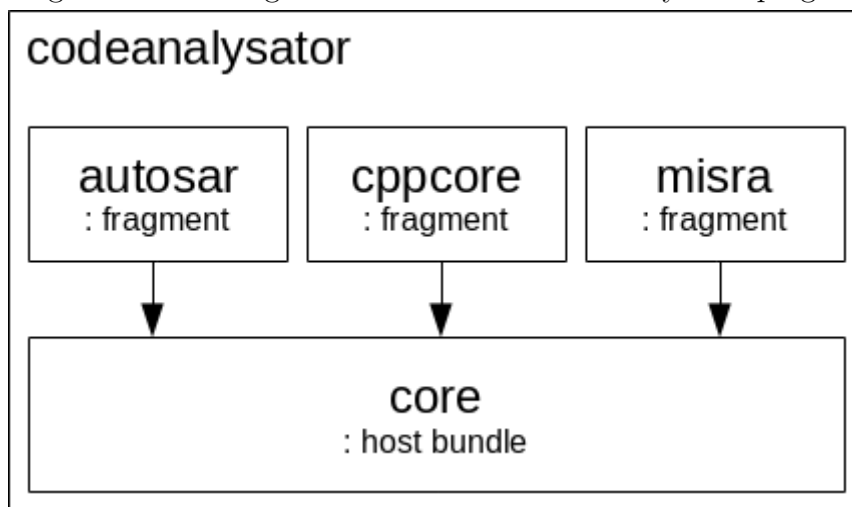 codeanalysator
autosar
: fragment
cppcore
: fragment
misra
: fragment
core
: host bundle